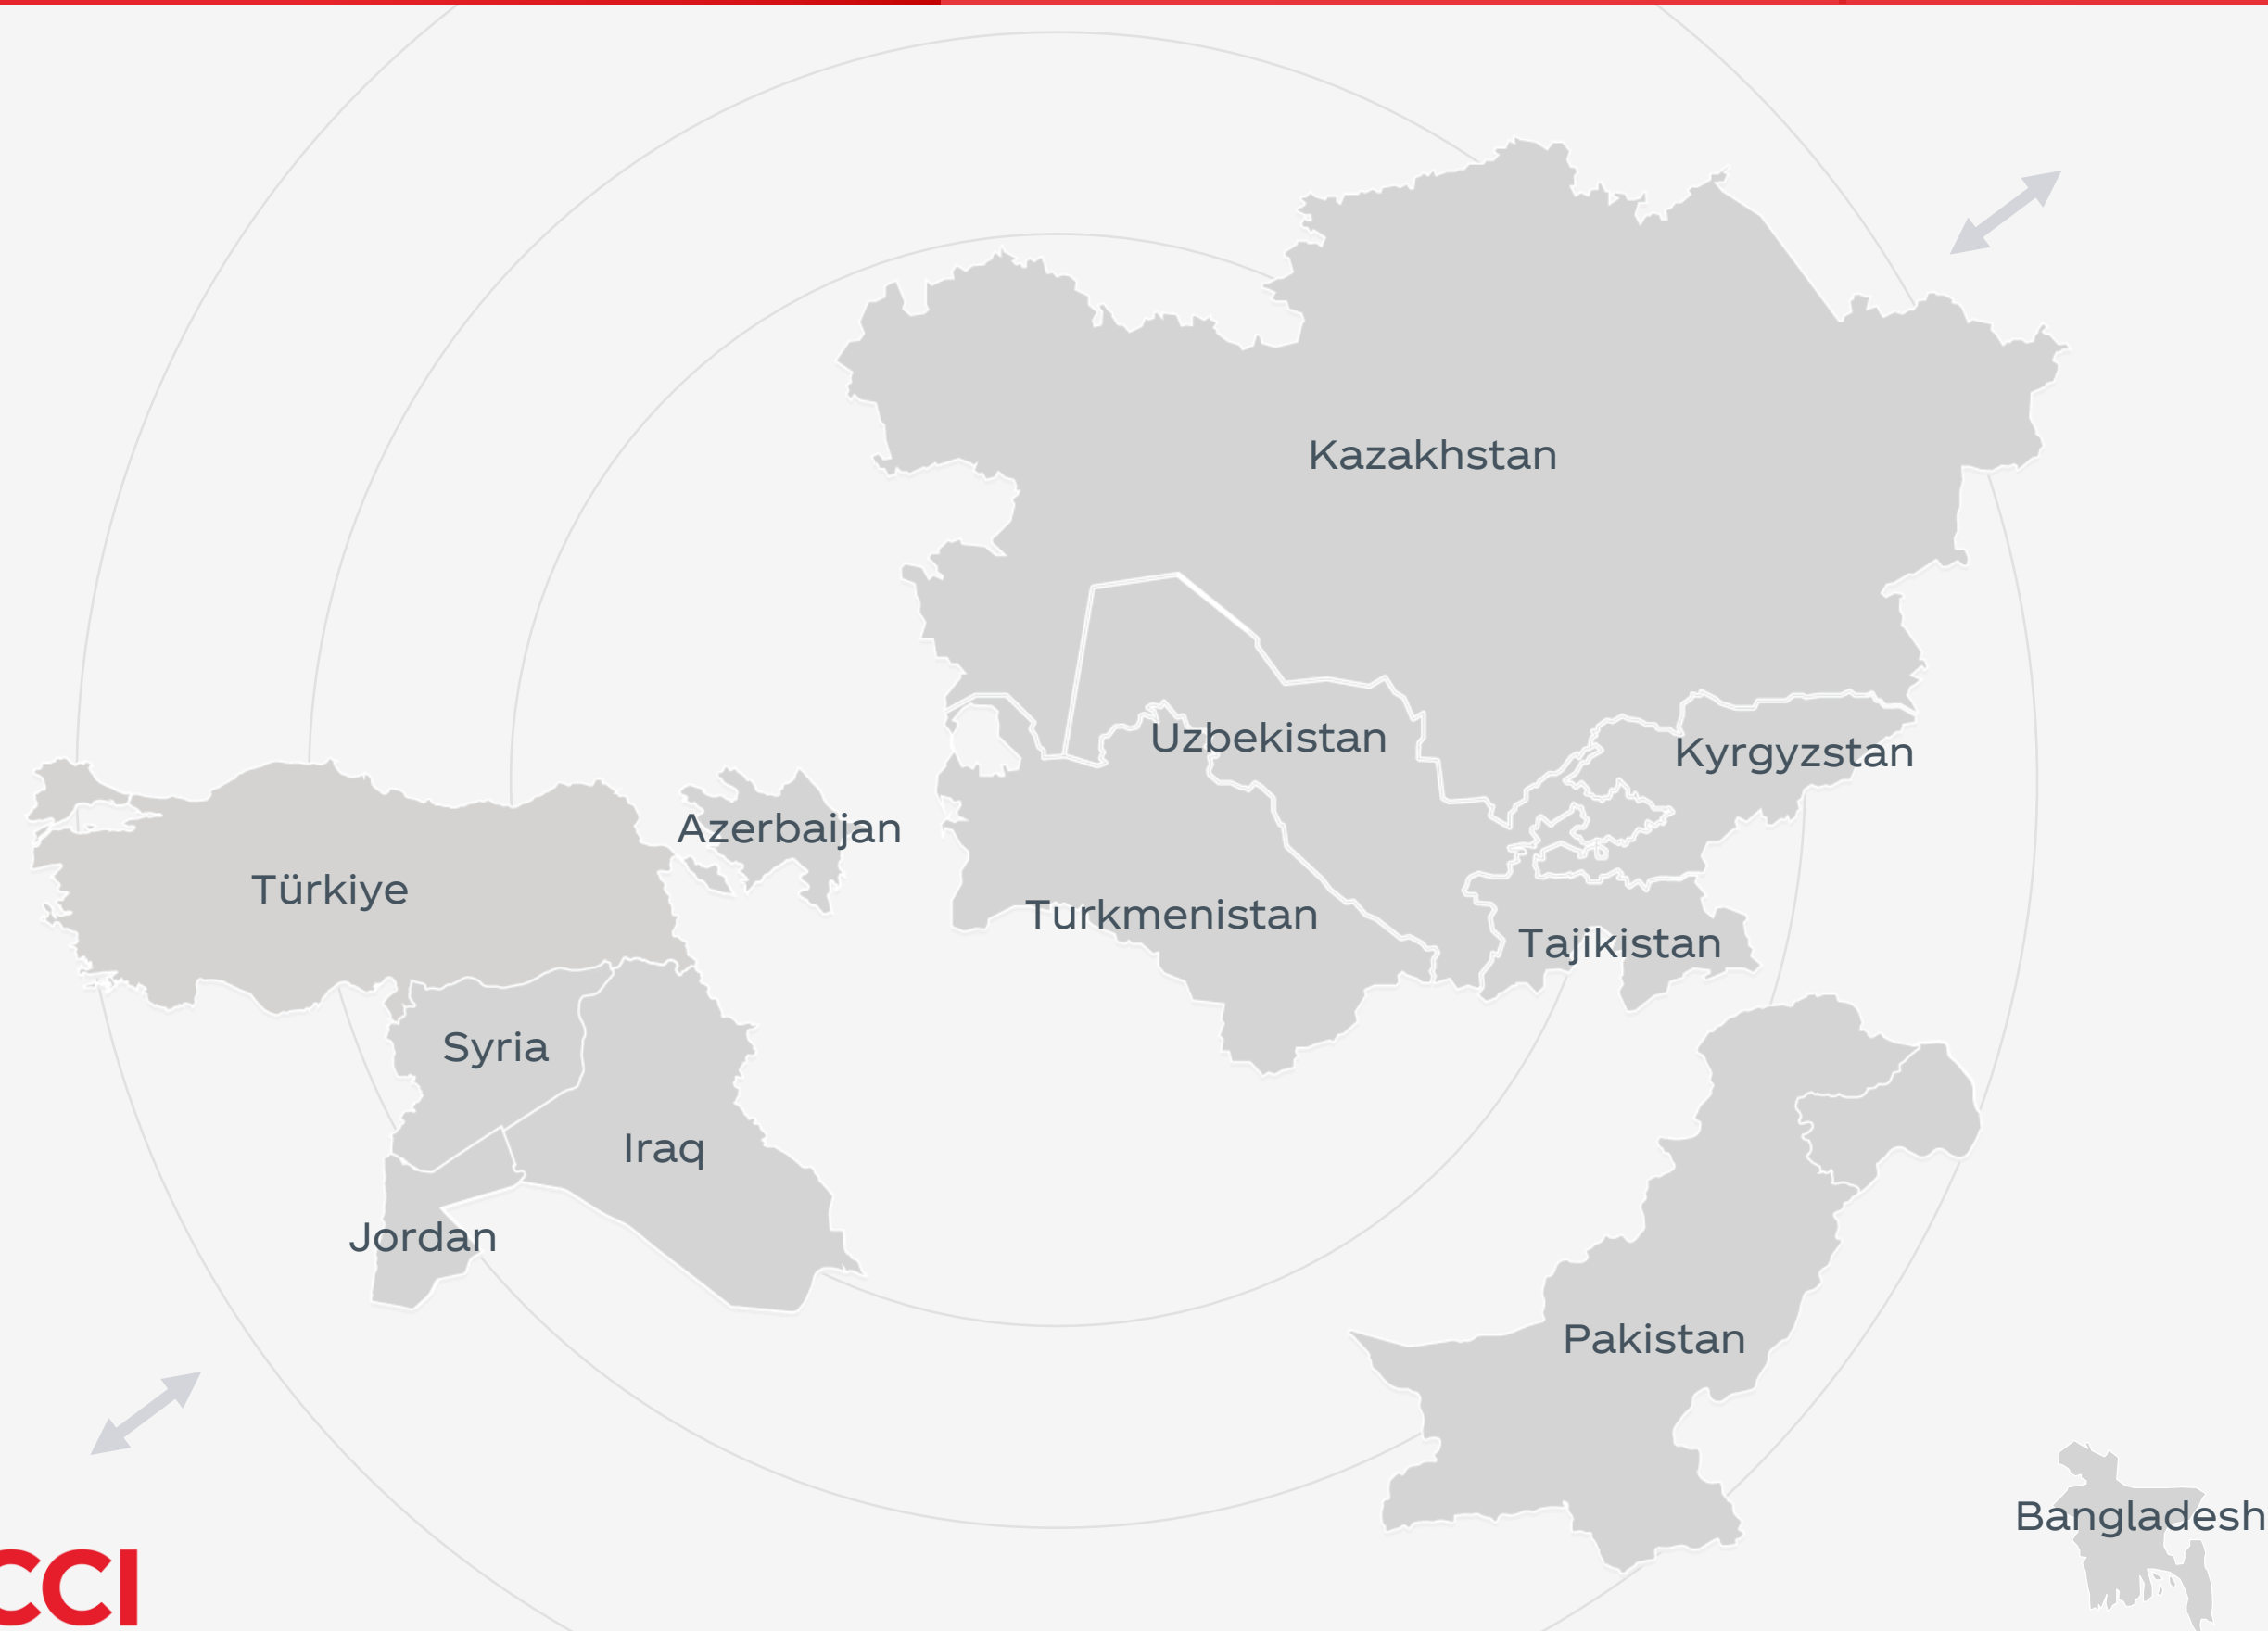 Kazakhstan
Uzbekistan
Kyrgyzstan
Azerbaijan
Türkiye
Turkmenistan
Tajikistan
Syria
Iraq
Jordan
Pakistan
Bangladesh
CCI